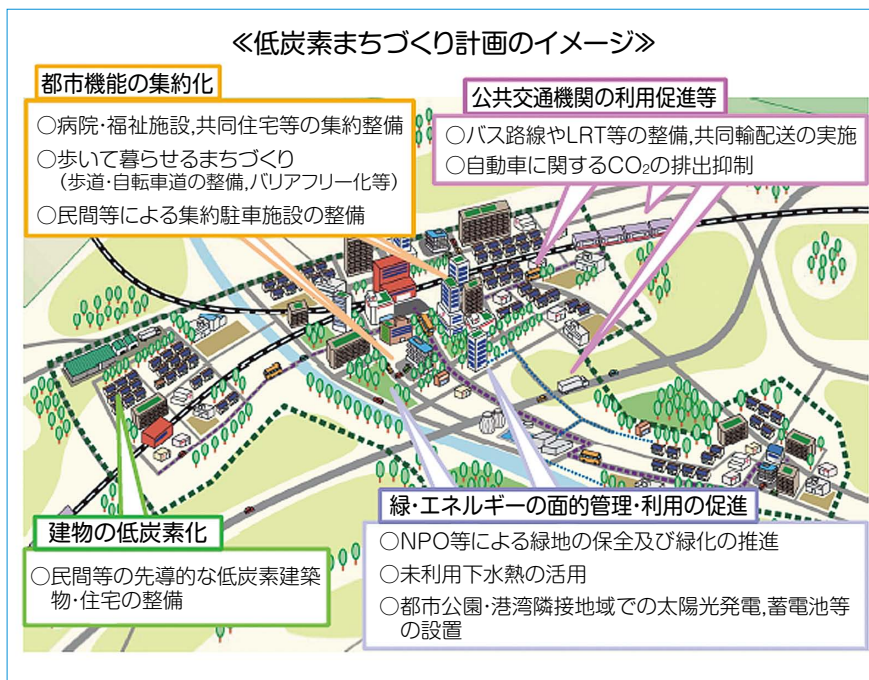 ≪低炭素まちづくり計画のイメージ≫
都市機能の集約化
○病院・福祉施設,共同住宅等の集約整備
○歩いて暮らせるまちづくり
（歩道・自転車道の整備,バリアフリー化等）
○民間等による集約駐車施設の整備
公共交通機関の利用促進等
○バス路線やLRT等の整備,共同輸配送の実施
○自動車に関するCO₂の排出抑制
建物の低炭素化
○民間等の先導的な低炭素建築
物・住宅の整備
緑・エネルギーの面的管理・利用の促進
○NPO等による緑地の保全及び緑化の推進
○未利用下水熱の活用
○都市公園・港湾隣接地域での太陽光発電,蓄電池等
の設置